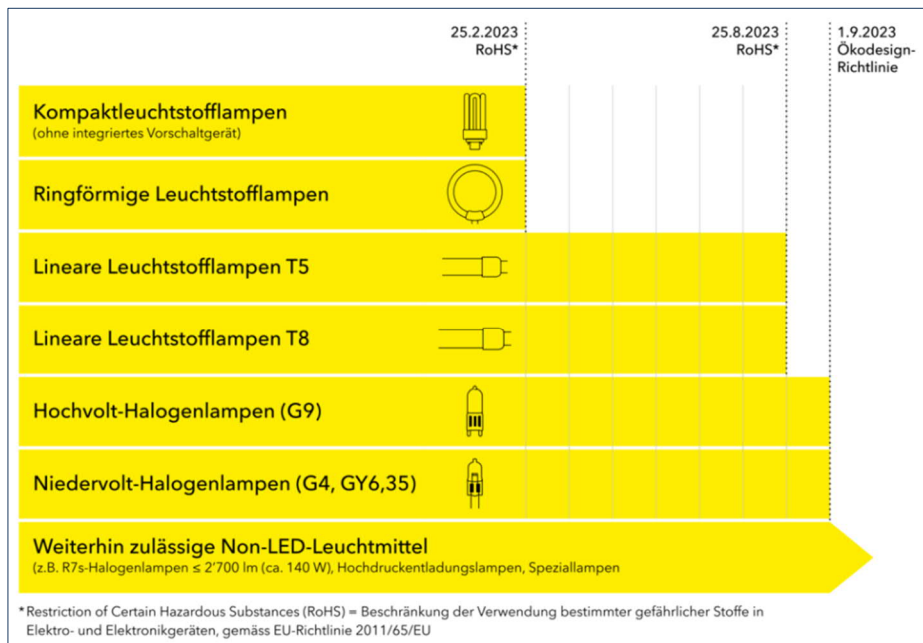 25.2.2023
RoHS*
25.8.2023
RoHS*
1.9.2023
Ökodesign-
Richtlinie
Kompaktleuchtstofflampen
(ohne integriertes Vorschaltgerät)
Ringförmige Leuchtstofflampen
Lineare Leuchtstofflampen T5
Lineare Leuchtstofflampen T8
Hochvolt-Halogenlampen (G9)
Niedervolt-Halogenlampen (G4, GY6,35)
Weiterhin zulässige Non-LED-Leuchtmittel
(z.B. R7s-Halogenlampen ≤ 2'700 lm (ca. 140 W), Hochdruckentladungslampen, Speziallampen
* Restriction of Certain Hazardous Substances (RoHS) = Beschränkung der Verwendung bestimmter gefährlicher Stoffe in
Elektro- und Elektronikgeräten, gemäss EU-Richtlinie 2011/65/EU